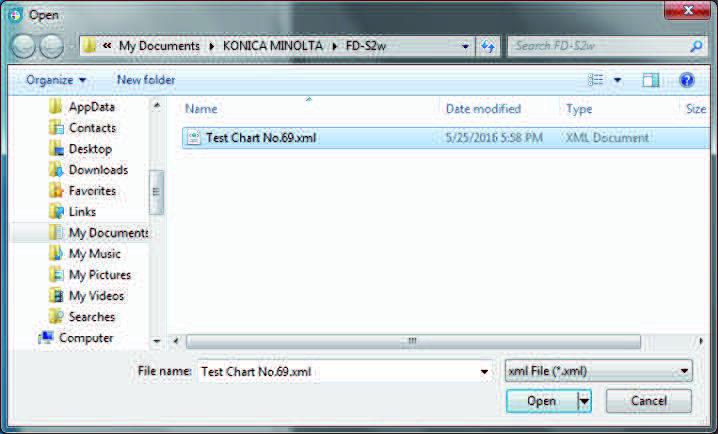 Open
« My Documents ▸ KONICA MINOLTA ▸ FD-S2w
Search FD-S2w
Organize ▾ New folder
AppData
Contacts
Desktop
Downloads
Favorites
Links
My Documents
My Music
My Pictures
My Videos
Searches
Computer
Name Date modified Type Size
Test Chart No.69.xml 5/25/2016 5:58 PM XML Document
File name: Test Chart No.69.xml xml File (*.xml)
Open Cancel